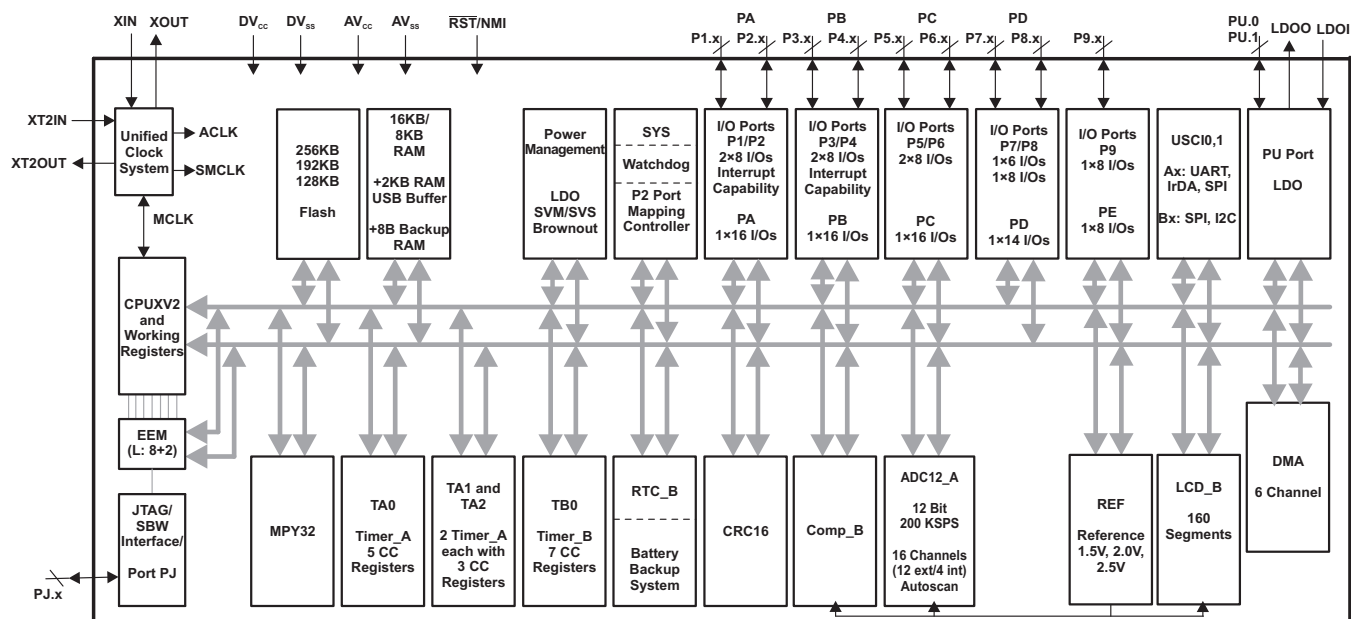 XIN XOUT DVCC DVSS AVCC AVSS RST/NMI PA PB PC PD
P1.x P2.x P3.x P4.x P5.x P6.x P7.x P8.x P9.x PU.0 LDOO LDOI
PU.1
XT2IN
XT2OUT
Unified
Clock
System
ACLK
SMCLK
MCLK
256KB
192KB
128KB
Flash
16KB/
8KB
RAM
+2KB RAM
USB Buffer
+8B Backup
RAM
Power
Management
LDO
SVM/SVS
Brownout
SYS
Watchdog
P2 Port
Mapping
Controller
I/O Ports
P1/P2
2×8 I/Os
Interrupt
Capability
PA
1×16 I/Os
I/O Ports
P3/P4
2×8 I/Os
Interrupt
Capability
PB
1×16 I/Os
I/O Ports
P5/P6
2×8 I/Os
PC
1×16 I/Os
I/O Ports
P7/P8
1×6 I/Os
1×8 I/Os
PD
1×14 I/Os
I/O Ports
P9
1×8 I/Os
PE
1×8 I/Os
USCI0,1
Ax: UART,
IrDA, SPI
Bx: SPI, I2C
PU Port
LDO
CPUXV2
and
Working
Registers
EEM
(L: 8+2)
JTAG/
SBW
Interface/
Port PJ
PJ.x
MPY32
TA0
Timer_A
5 CC
Registers
TA1 and
TA2
2 Timer_A
each with
3 CC
Registers
TB0
Timer_B
7 CC
Registers
RTC_B
Battery
Backup
System
CRC16
Comp_B
ADC12_A
12 Bit
200 KSPS
16 Channels
(12 ext/4 int)
Autoscan
REF
Reference
1.5V, 2.0V,
2.5V
LCD_B
160
Segments
DMA
6 Channel